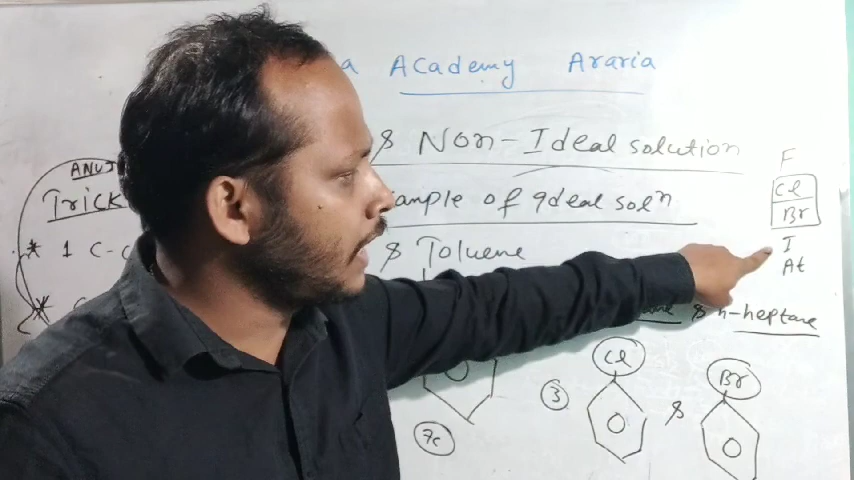 a Academy Araria
& Non-Ideal solution
ANUJ
Trick
ample of Ideal solⁿ
* 1 C-C
& Toluene
*
& n-heptane
7c
3 Cl & Br
F
Cl
Br
I
At